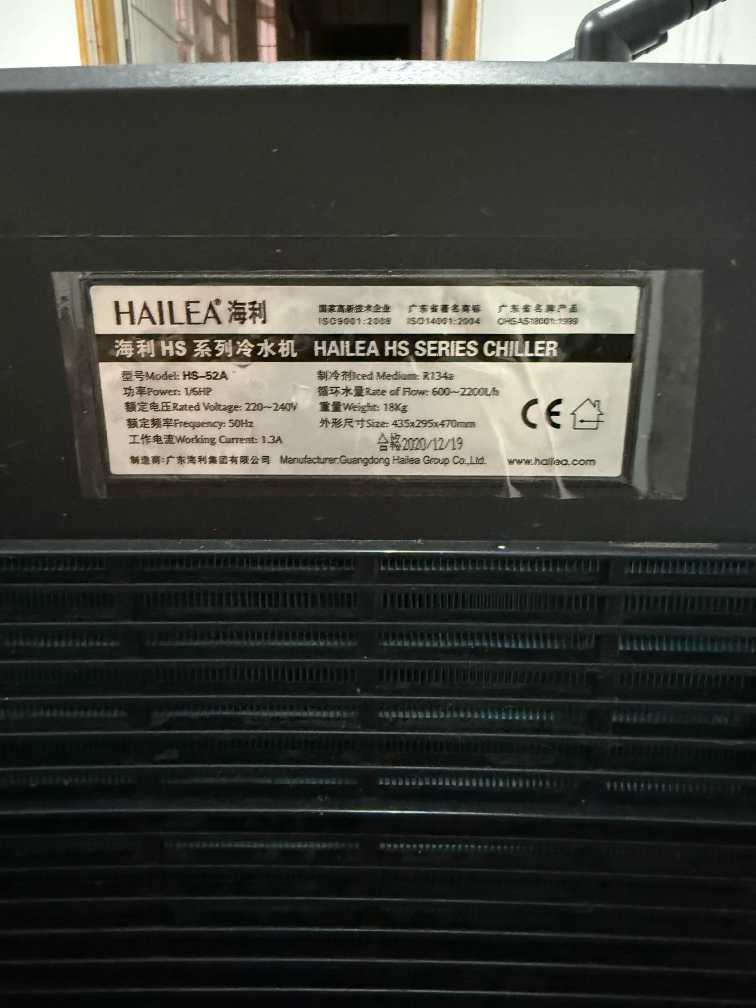 HAILEA® 海利
国家高新技术企业 广东省著名商标 广东省名牌产品
ISO9001:2008 ISO14001:2004 OHSAS18001:1999
海利 HS 系列冷水机 HAILEA HS SERIES CHILLER
型号Model: HS-52A 制冷剂Iced Medium: R134a
功率Power: 1/6HP 循环水量Rate of Flow: 600~2200L/h
额定电压Rated Voltage: 220~240V 重量Weight: 18Kg
额定频率Frequency: 50Hz 外形尺寸Size: 435x295x470mm
工作电流Working Current: 1.3A 合格2020/12/19
CE
制造商:广东海利集团有限公司 Manufacturer:Guangdong Hailea Group Co.,Ltd. www.hailea.com